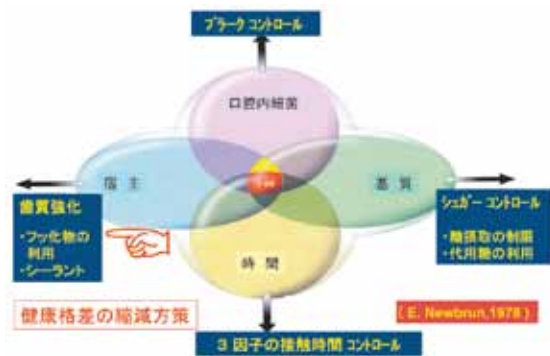 プラーク コントロール
口腔内細菌
宿 主
基 質
歯質強化
・フッ化物の
利用
・シーラント
シュガー コントロール
・糖摂取の制限
・代用糖の利用
時 間
健康格差の縮減方策
( E. Newbrun,1978 )
3 因子の接触時間 コントロール